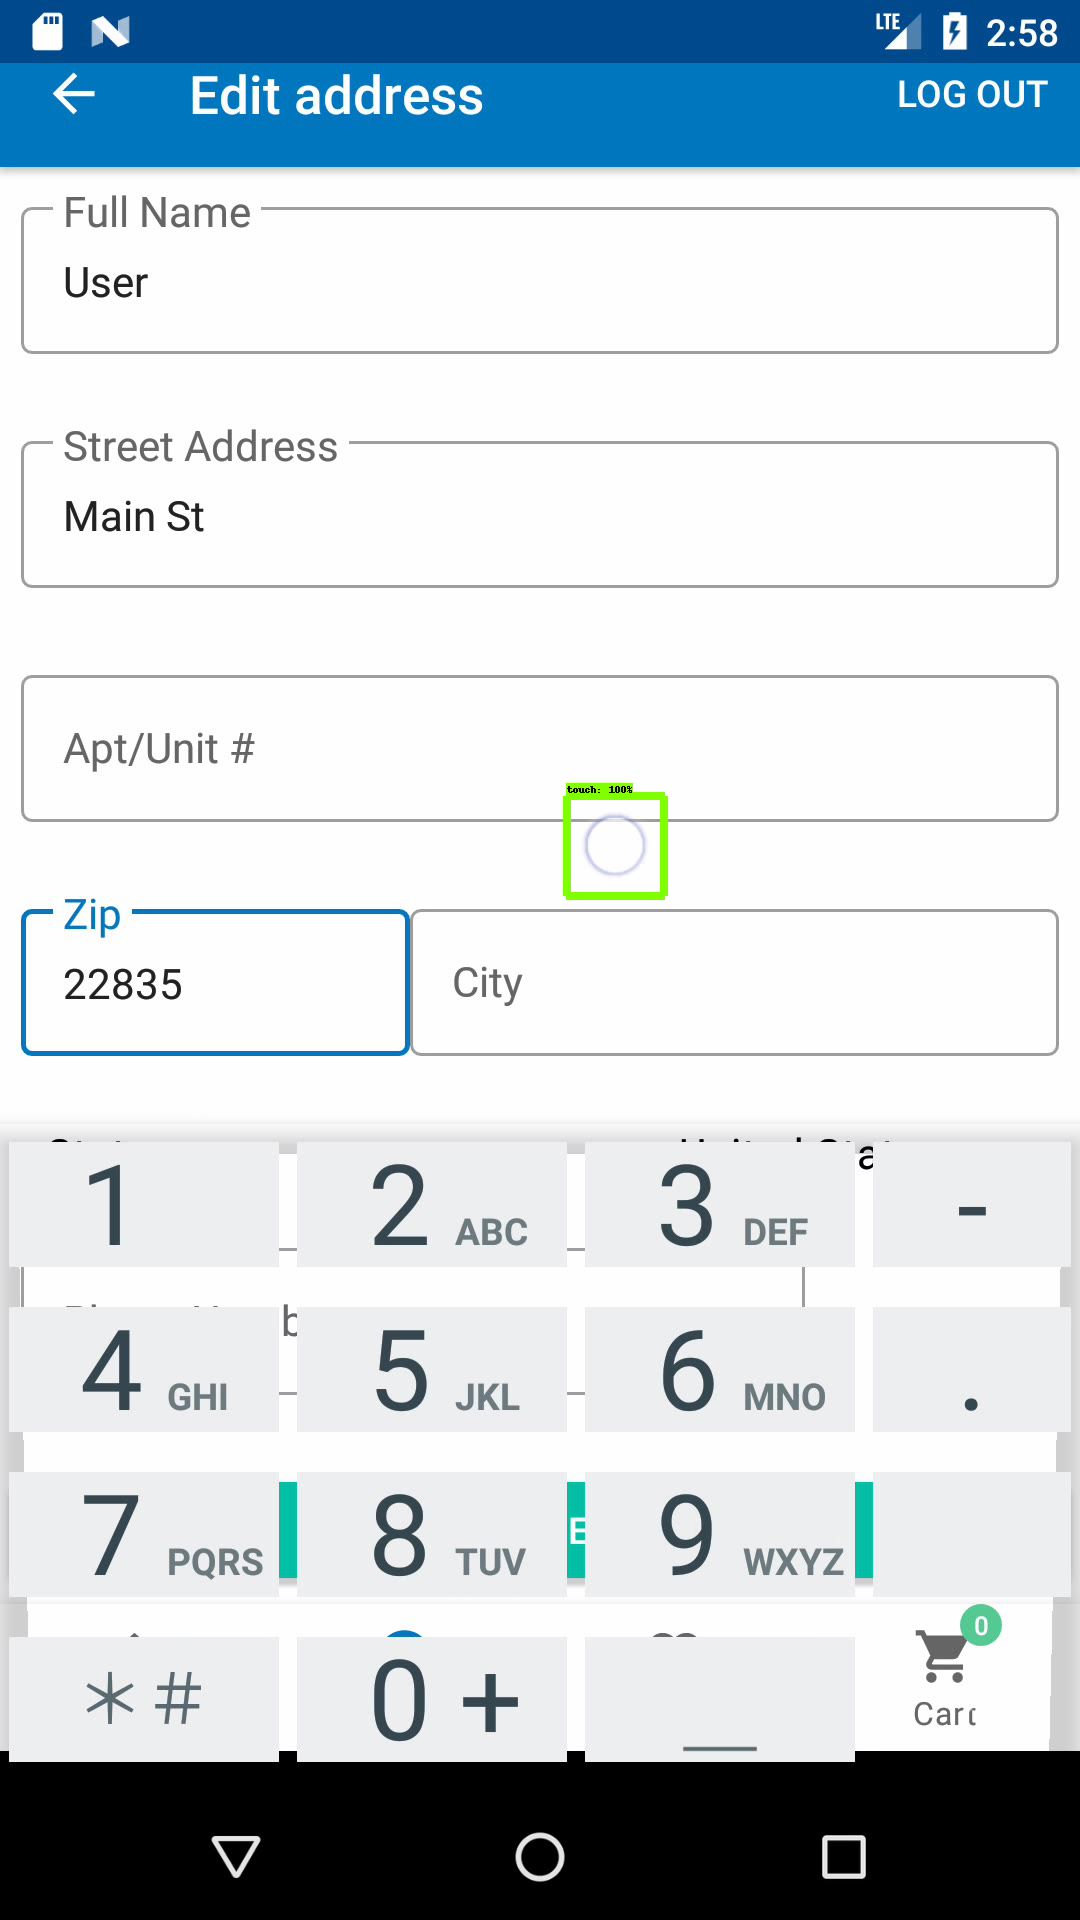 LTE 2:58
Edit address LOG OUT
Full Name
User
Street Address
Main St
Apt/Unit #
touch: 100%
Zip
22835
City
1 2 ABC 3 DEF -
4 GHI 5 JKL 6 MNO .
7 PQRS 8 TUV 9 WXYZ
* # 0 + _
0